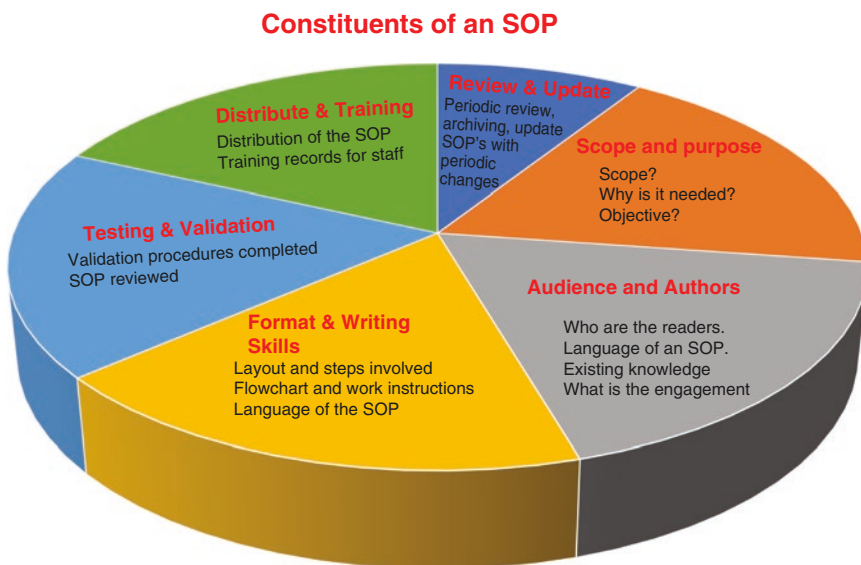 Constituents of an SOP
Review & Update
Periodic review,
archiving, update
SOP's with
periodic
changes
Scope and purpose
Scope?
Why is it needed?
Objective?
Audience and Authors
Who are the readers.
Language of an SOP.
Existing knowledge
What is the engagement
Format & Writing
Skills
Layout and steps involved
Flowchart and work instructions
Language of the SOP
Testing & Validation
Validation procedures completed
SOP reviewed
Distribute & Training
Distribution of the SOP
Training records for staff